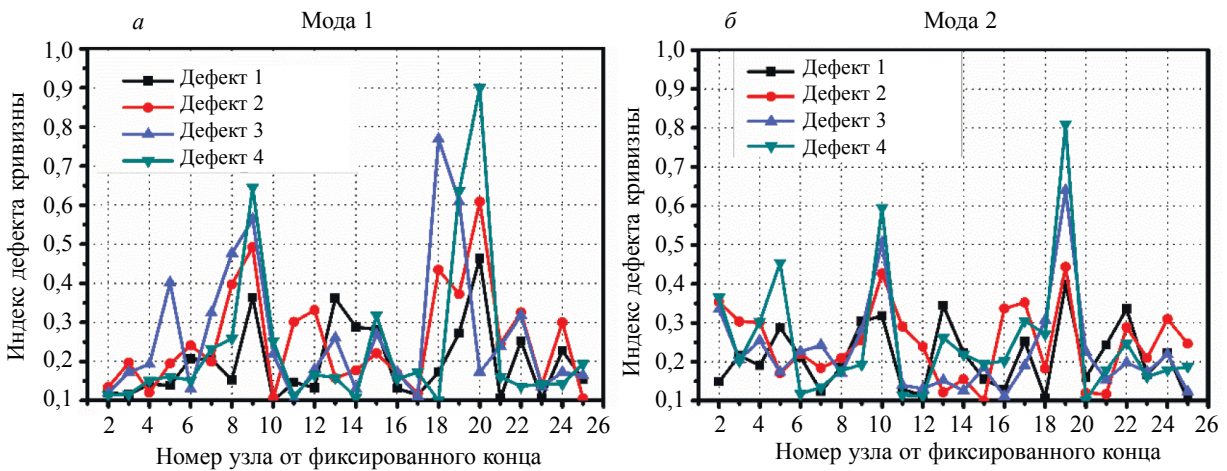 а Мода 1
1,0
0,9
0,8
0,7
0,6
0,5
0,4
0,3
0,2
0,1
Индекс дефекта кривизны
Дефект 1
Дефект 2
Дефект 3
Дефект 4
2 4 6 8 10 12 14 16 18 20 22 24 26
Номер узла от фиксированного конца
б Мода 2
1,0
0,9
0,8
0,7
0,6
0,5
0,4
0,3
0,2
0,1
Индекс дефекта кривизны
Дефект 1
Дефект 2
Дефект 3
Дефект 4
2 4 6 8 10 12 14 16 18 20 22 24 26
Номер узла от фиксированного конца